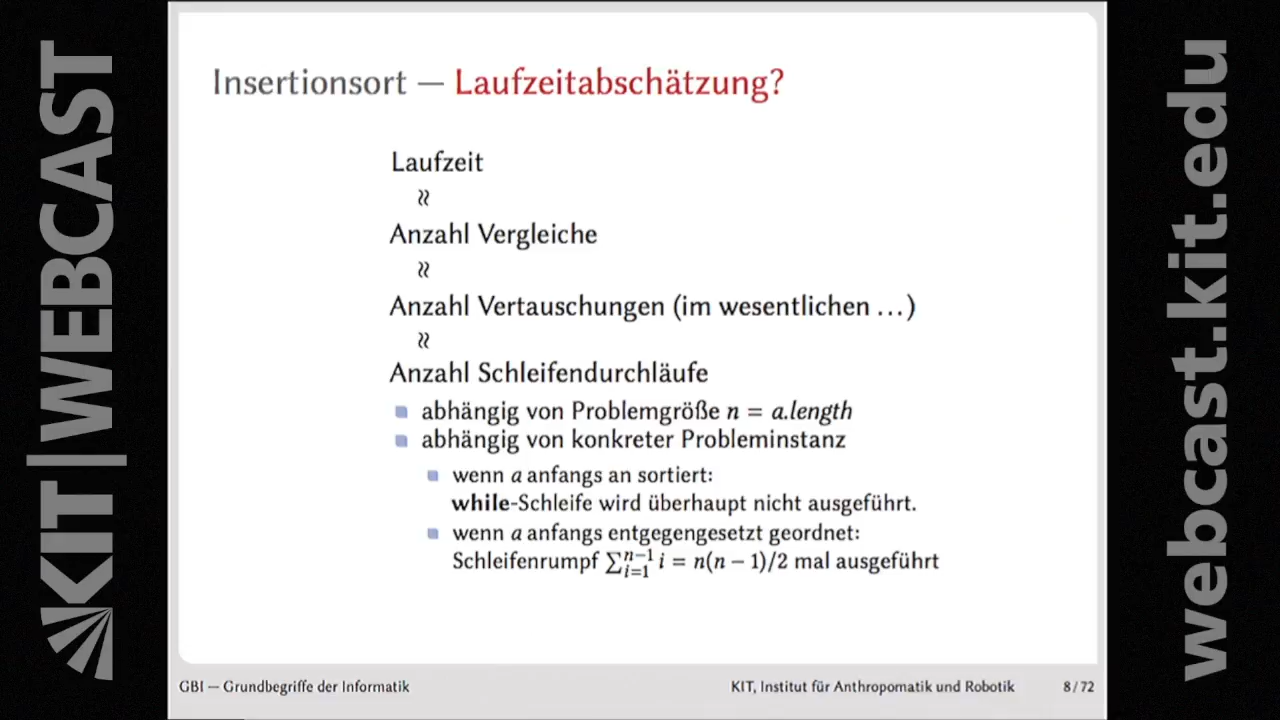 KIT | WEBCAST
Insertionsort — Laufzeitabschätzung?
Laufzeit
≈
Anzahl Vergleiche
≈
Anzahl Vertauschungen (im wesentlichen …)
≈
Anzahl Schleifendurchläufe
abhängig von Problemgröße n = a.length
abhängig von konkreter Probleminstanz
wenn a anfangs an sortiert:
while-Schleife wird überhaupt nicht ausgeführt.
wenn a anfangs entgegengesetzt geordnet:
Schleifenrumpf ∑_{i=1}^{n−1} i = n(n − 1)/2 mal ausgeführt
GBI — Grundbegriffe der Informatik
KIT, Institut für Anthropomatik und Robotik
8 / 72
webcast.kit.edu